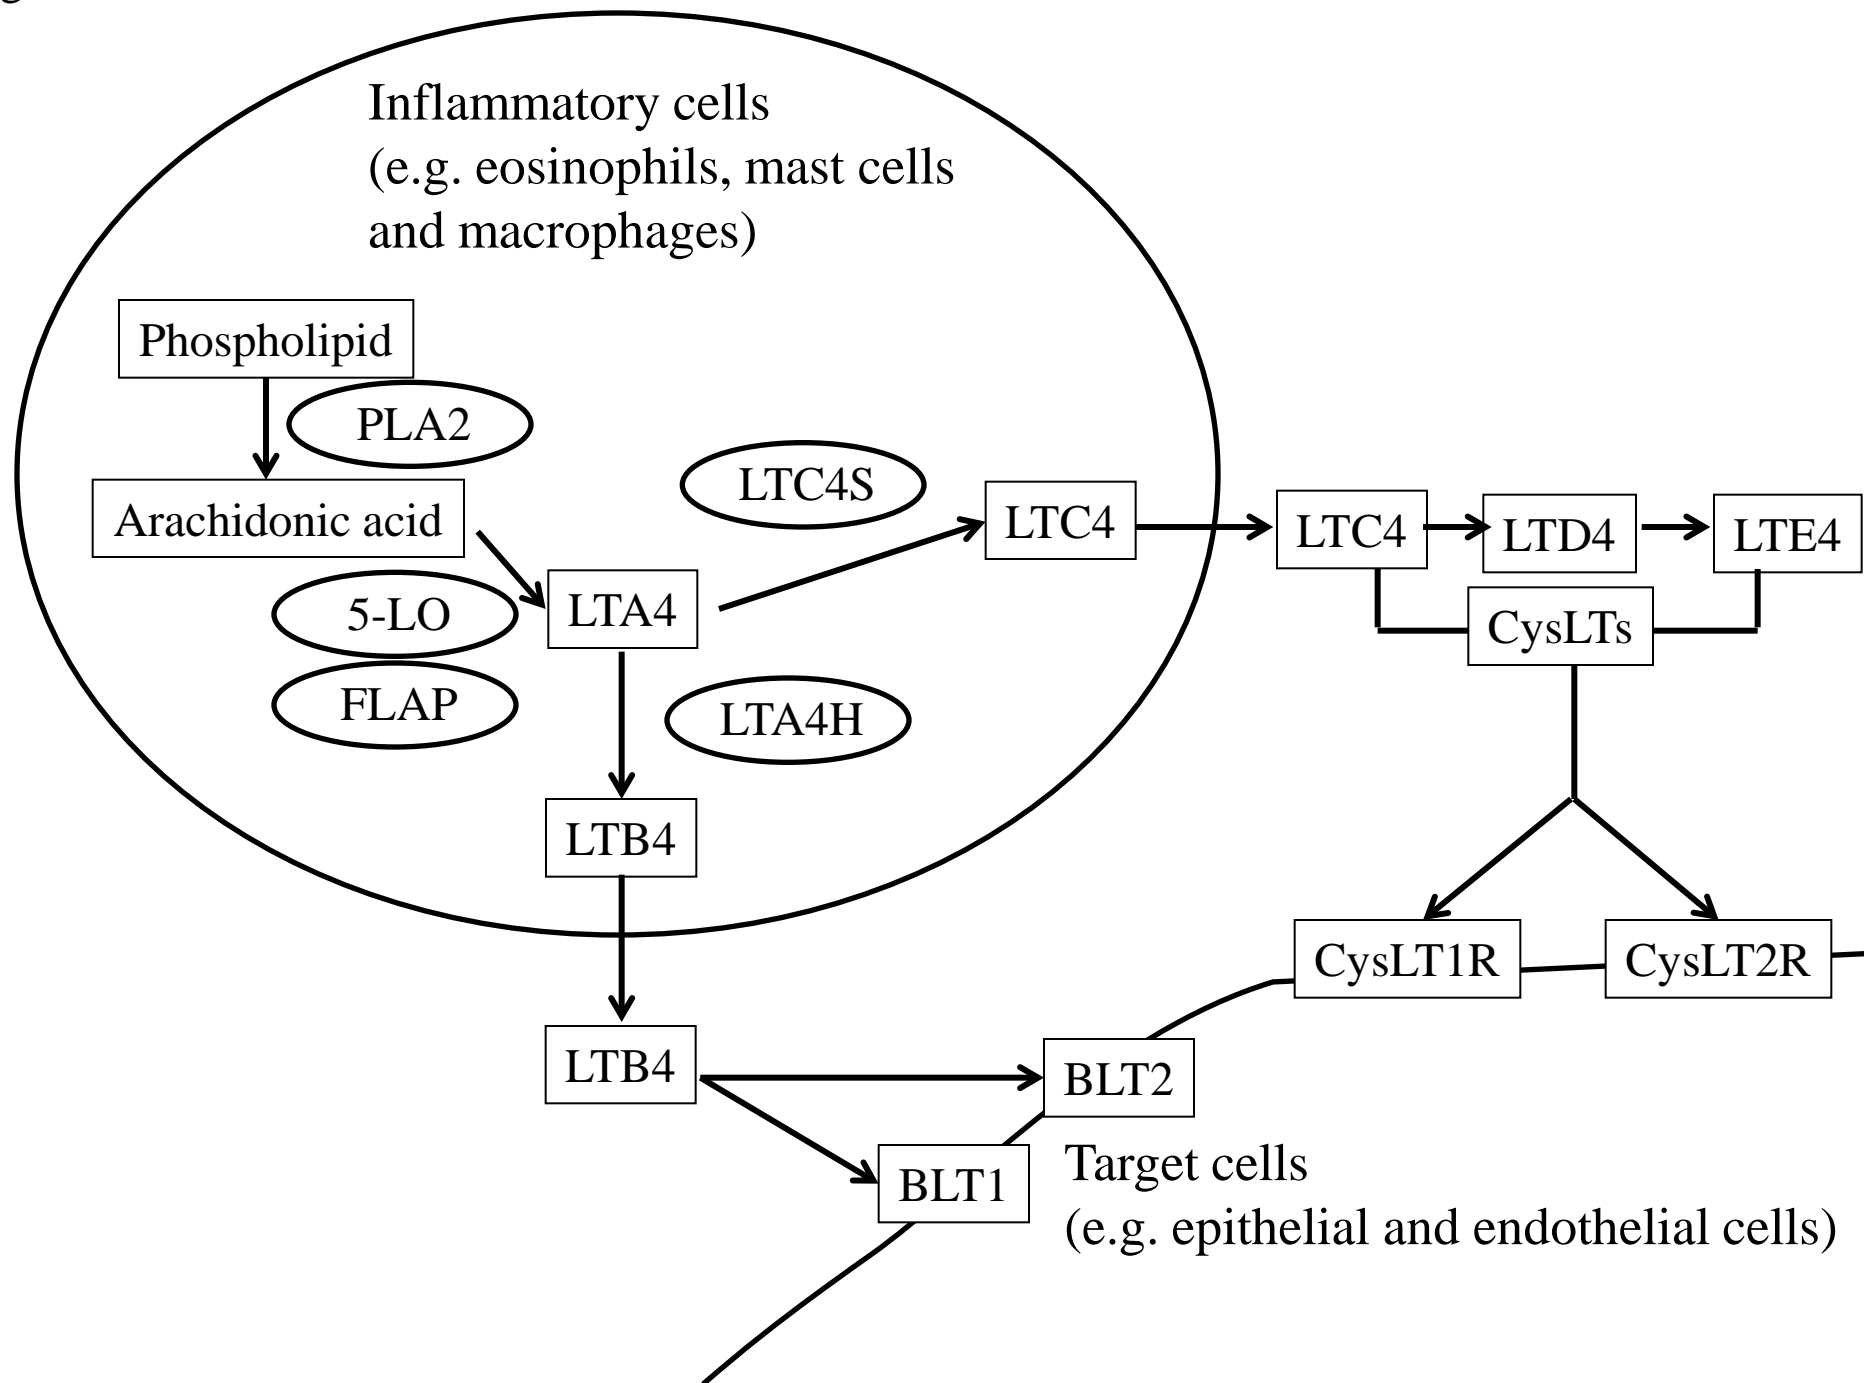 Inflammatory cells
(e.g. eosinophils, mast cells
and macrophages)
Phospholipid
PLA2
Arachidonic acid
LTC4S
LTC4
LTC4
LTD4
LTE4
5-LO
LTA4
CysLTs
FLAP
LTA4H
LTB4
CysLT1R
CysLT2R
LTB4
BLT2
BLT1
Target cells
(e.g. epithelial and endothelial cells)